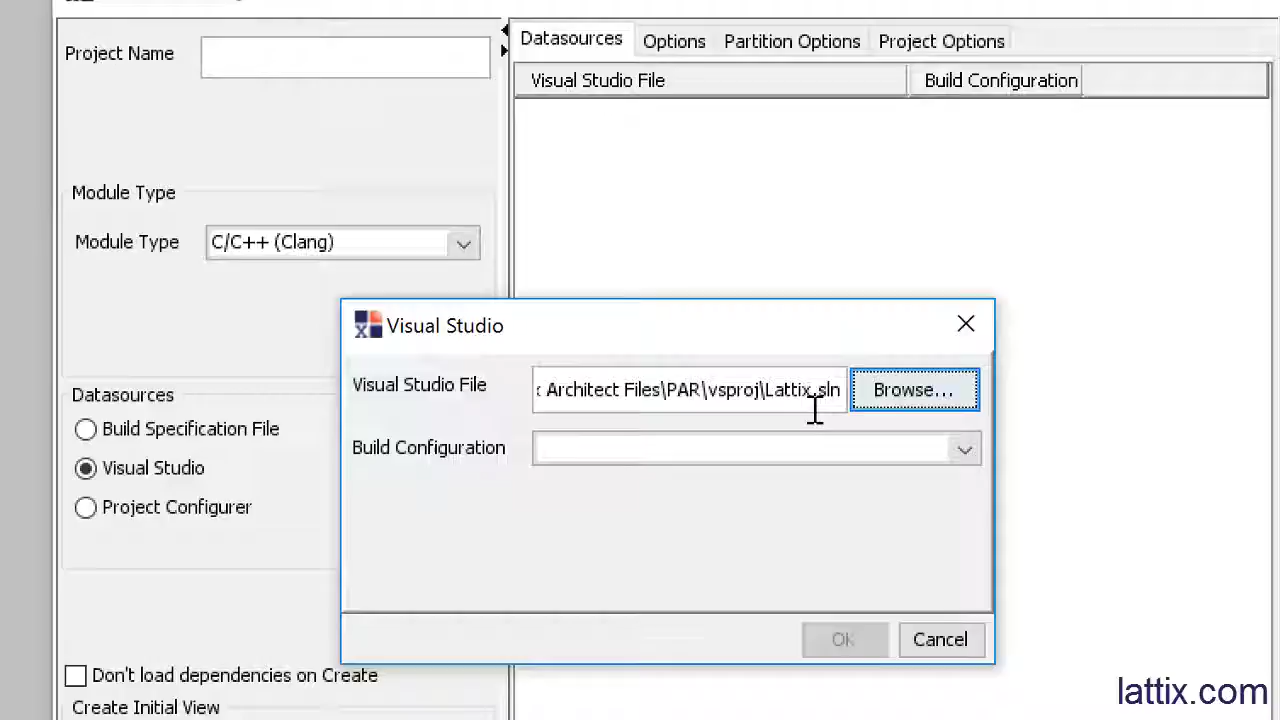 Project Name
Module Type
Module Type
C/C++ (Clang)
Datasources
Build Specification File
Visual Studio
Project Configurer
Don't load dependencies on Create
Create Initial View
Datasources
Options
Partition Options
Project Options
Visual Studio File
Build Configuration
Visual Studio
Visual Studio File
Architect Files\PAR\vsproj\Lattix.sln
Browse...
Build Configuration
OK
Cancel
lattix.com